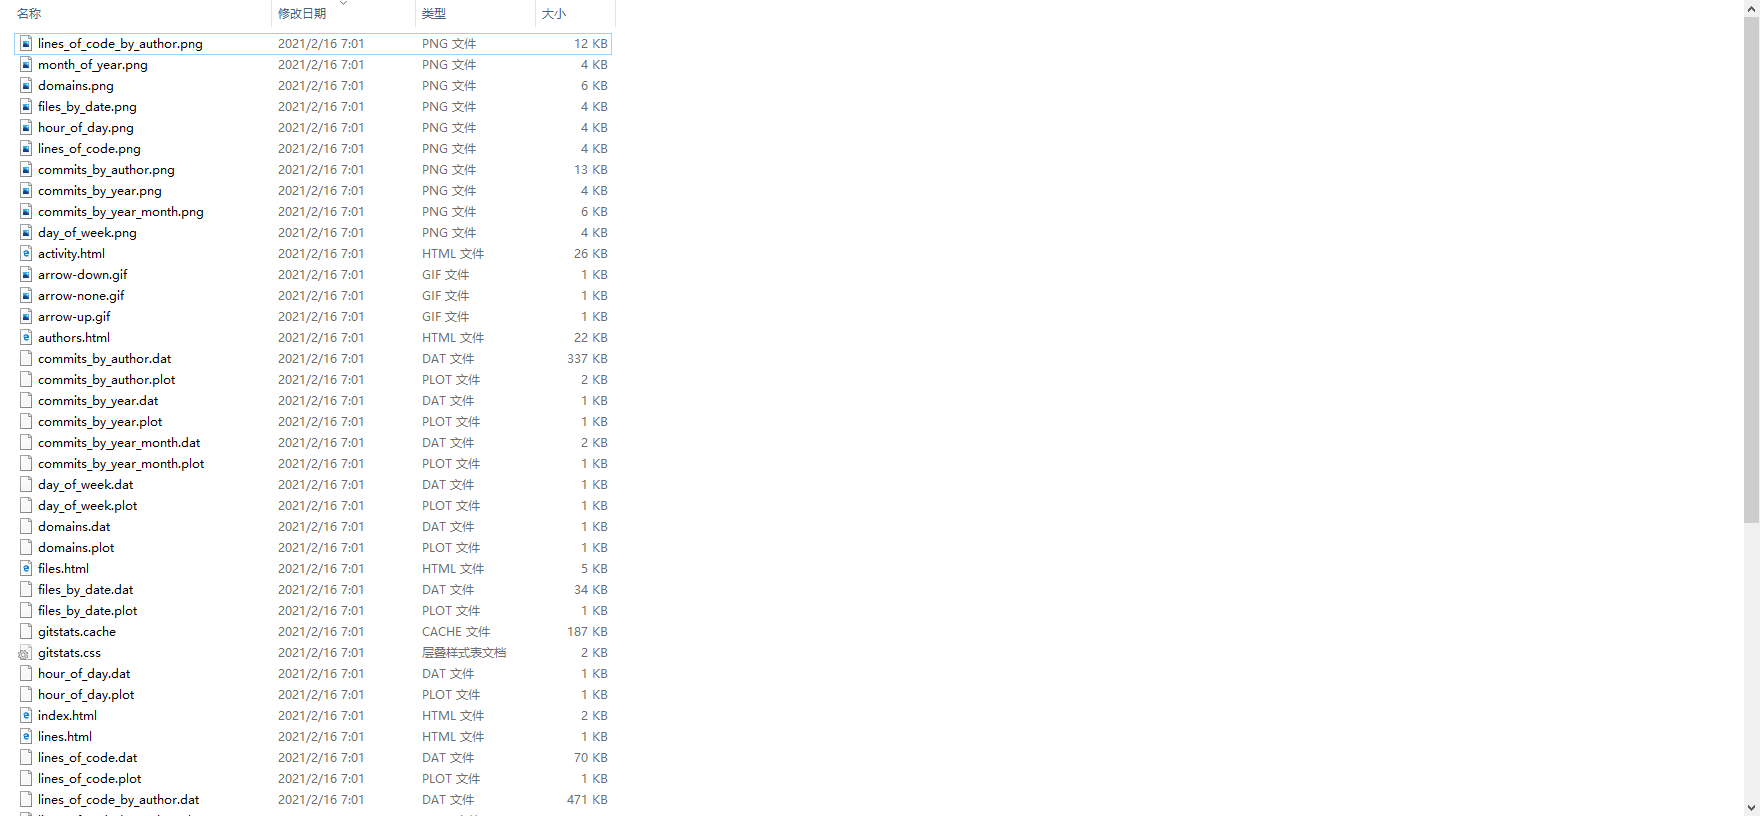 名称 修改日期 类型 大小
lines_of_code_by_author.png 2021/2/16 7:01 PNG 文件 12 KB
month_of_year.png 2021/2/16 7:01 PNG 文件 4 KB
domains.png 2021/2/16 7:01 PNG 文件 6 KB
files_by_date.png 2021/2/16 7:01 PNG 文件 4 KB
hour_of_day.png 2021/2/16 7:01 PNG 文件 4 KB
lines_of_code.png 2021/2/16 7:01 PNG 文件 4 KB
commits_by_author.png 2021/2/16 7:01 PNG 文件 13 KB
commits_by_year.png 2021/2/16 7:01 PNG 文件 4 KB
commits_by_year_month.png 2021/2/16 7:01 PNG 文件 6 KB
day_of_week.png 2021/2/16 7:01 PNG 文件 4 KB
activity.html 2021/2/16 7:01 HTML 文件 26 KB
arrow-down.gif 2021/2/16 7:01 GIF 文件 1 KB
arrow-none.gif 2021/2/16 7:01 GIF 文件 1 KB
arrow-up.gif 2021/2/16 7:01 GIF 文件 1 KB
authors.html 2021/2/16 7:01 HTML 文件 22 KB
commits_by_author.dat 2021/2/16 7:01 DAT 文件 337 KB
commits_by_author.plot 2021/2/16 7:01 PLOT 文件 2 KB
commits_by_year.dat 2021/2/16 7:01 DAT 文件 1 KB
commits_by_year.plot 2021/2/16 7:01 PLOT 文件 1 KB
commits_by_year_month.dat 2021/2/16 7:01 DAT 文件 2 KB
commits_by_year_month.plot 2021/2/16 7:01 PLOT 文件 1 KB
day_of_week.dat 2021/2/16 7:01 DAT 文件 1 KB
day_of_week.plot 2021/2/16 7:01 PLOT 文件 1 KB
domains.dat 2021/2/16 7:01 DAT 文件 1 KB
domains.plot 2021/2/16 7:01 PLOT 文件 1 KB
files.html 2021/2/16 7:01 HTML 文件 5 KB
files_by_date.dat 2021/2/16 7:01 DAT 文件 34 KB
files_by_date.plot 2021/2/16 7:01 PLOT 文件 1 KB
gitstats.cache 2021/2/16 7:01 CACHE 文件 187 KB
gitstats.css 2021/2/16 7:01 层叠样式表文档 2 KB
hour_of_day.dat 2021/2/16 7:01 DAT 文件 1 KB
hour_of_day.plot 2021/2/16 7:01 PLOT 文件 1 KB
index.html 2021/2/16 7:01 HTML 文件 2 KB
lines.html 2021/2/16 7:01 HTML 文件 1 KB
lines_of_code.dat 2021/2/16 7:01 DAT 文件 70 KB
lines_of_code.plot 2021/2/16 7:01 PLOT 文件 1 KB
lines_of_code_by_author.dat 2021/2/16 7:01 DAT 文件 471 KB